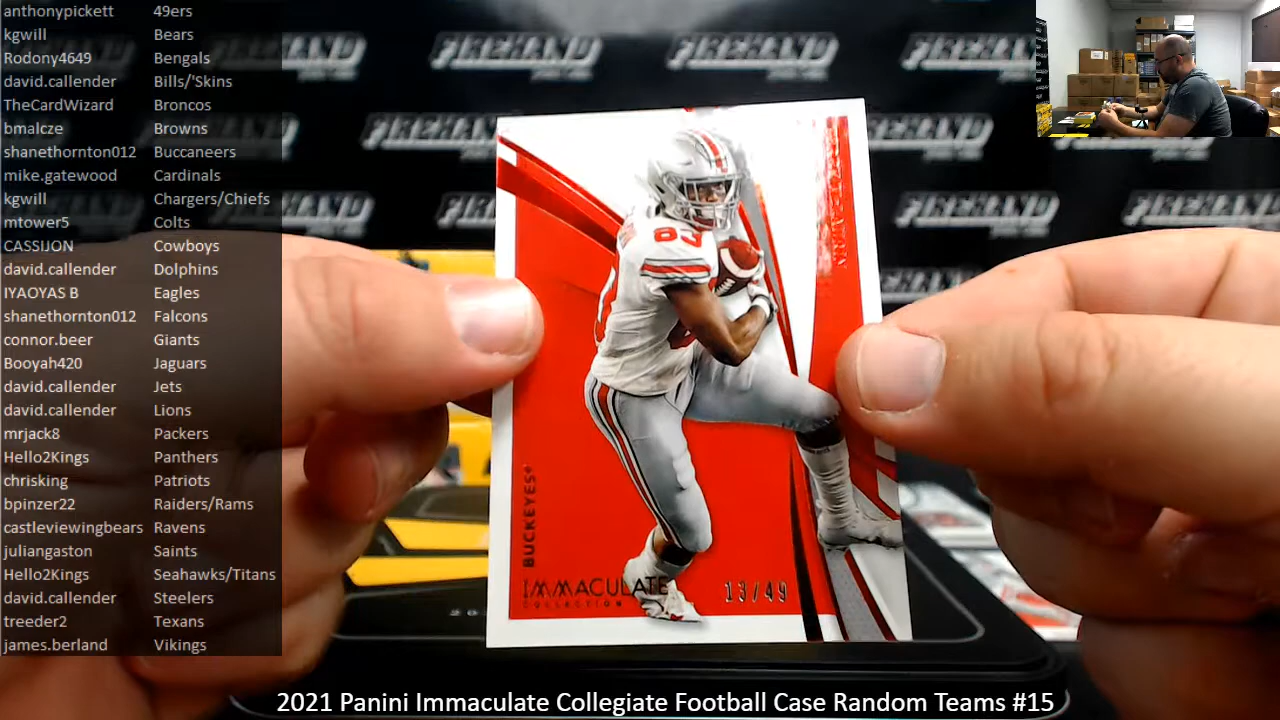 anthonypickett 49ers
kgwill Bears
Rodony4649 Bengals
david.callender Bills/'Skins
TheCardWizard Broncos
bmalcze Browns
shanethornton012 Buccaneers
mike.gatewood Cardinals
kgwill Chargers/Chiefs
mtower5 Colts
CASSIJON Cowboys
david.callender Dolphins
IYAOYAS B Eagles
shanethornton012 Falcons
connor.beer Giants
Booyah420 Jaguars
david.callender Jets
david.callender Lions
mrjack8 Packers
Hello2Kings Panthers
chrisking Patriots
bpinzer22 Raiders/Rams
castleviewingbears Ravens
juliangaston Saints
Hello2Kings Seahawks/Titans
david.callender Steelers
treeder2 Texans
james.berland Vikings
FIREHAND FIREHAND FIREHAND
BUCKEYES
IMMACULATE
COLLECTION
13/49
2021 Panini Immaculate Collegiate Football Case Random Teams #15